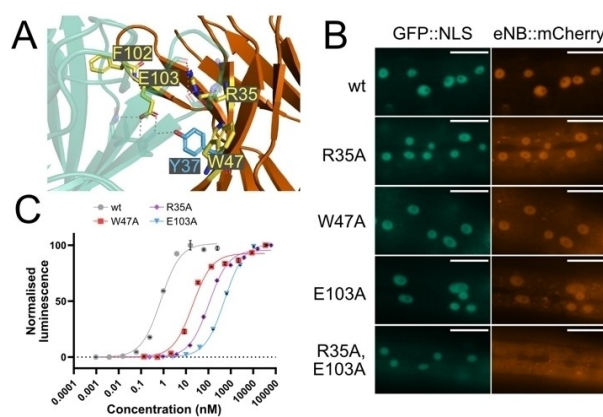 A
F102
E103
R35
Y37
W47
B
GFP::NLS eNB::mCherry
wt
R35A
W47A
E103A
R35A,
E103A
C
wt R35A
W47A E103A
Normalised
luminescence
100
50
0
0.0001
0.001
0.01
0.1
1
10
100
1000
10000
100000
Concentration (nM)